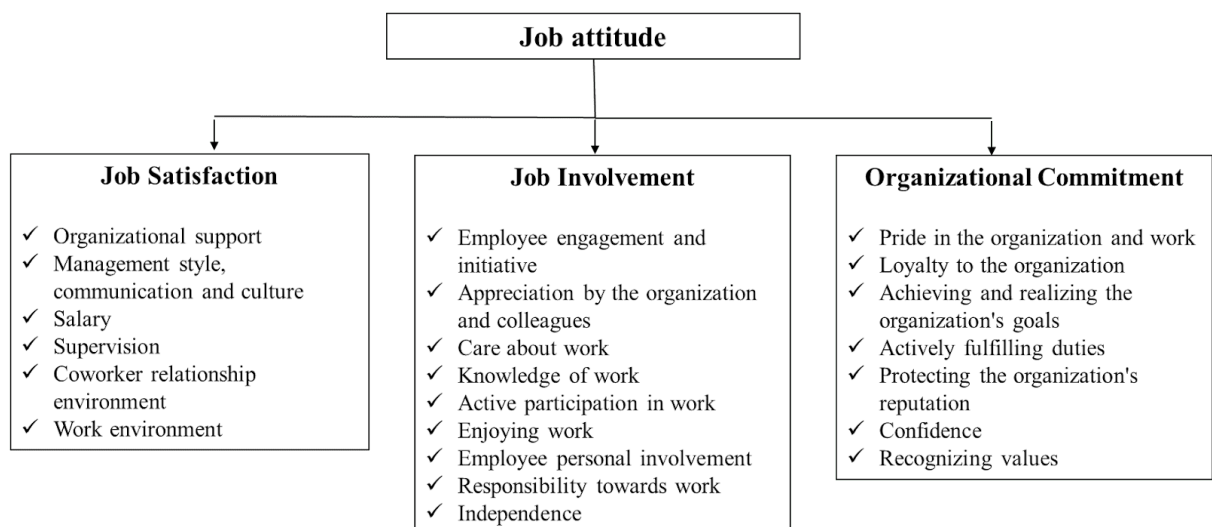 Job attitude
Job Satisfaction
✓ Organizational support
✓ Management style,
communication and culture
✓ Salary
✓ Supervision
✓ Coworker relationship
environment
✓ Work environment
Job Involvement
✓ Employee engagement and
initiative
✓ Appreciation by the organization
and colleagues
✓ Care about work
✓ Knowledge of work
✓ Active participation in work
✓ Enjoying work
✓ Employee personal involvement
✓ Responsibility towards work
✓ Independence
Organizational Commitment
✓ Pride in the organization and work
✓ Loyalty to the organization
✓ Achieving and realizing the
organization's goals
✓ Actively fulfilling duties
✓ Protecting the organization's
reputation
✓ Confidence
✓ Recognizing values